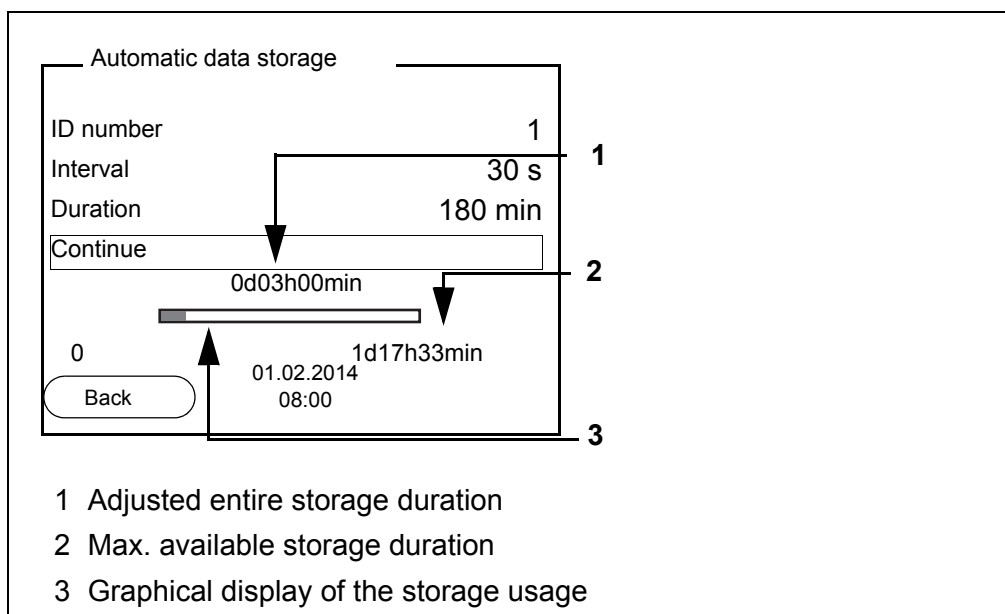 Automatic data storage
ID number 1
Interval 30 s
1
Duration 180 min
Continue
2
0d03h00min
0 1d17h33min
01.02.2014
Back 08:00
3
1 Adjusted entire storage duration
2 Max. available storage duration
3 Graphical display of the storage usage